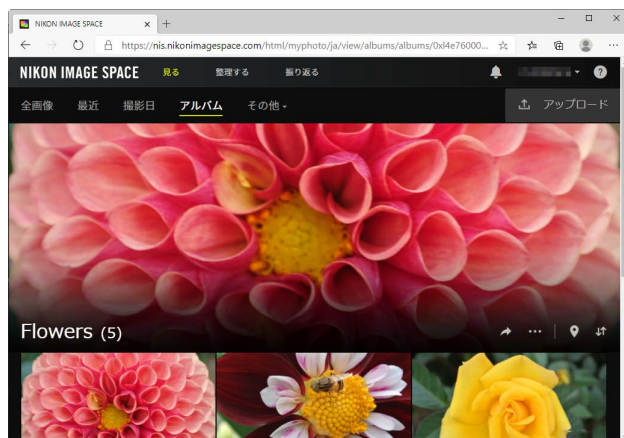 NIKON IMAGE SPACE
https://nis.nikonimagespace.com/html/myphoto/ja/view/albums/albums/0xl4e76000...
NIKON IMAGE SPACE 見る 整理する 振り返る
全画像 最近 撮影日 アルバム その他 アップロード
Flowers (5)